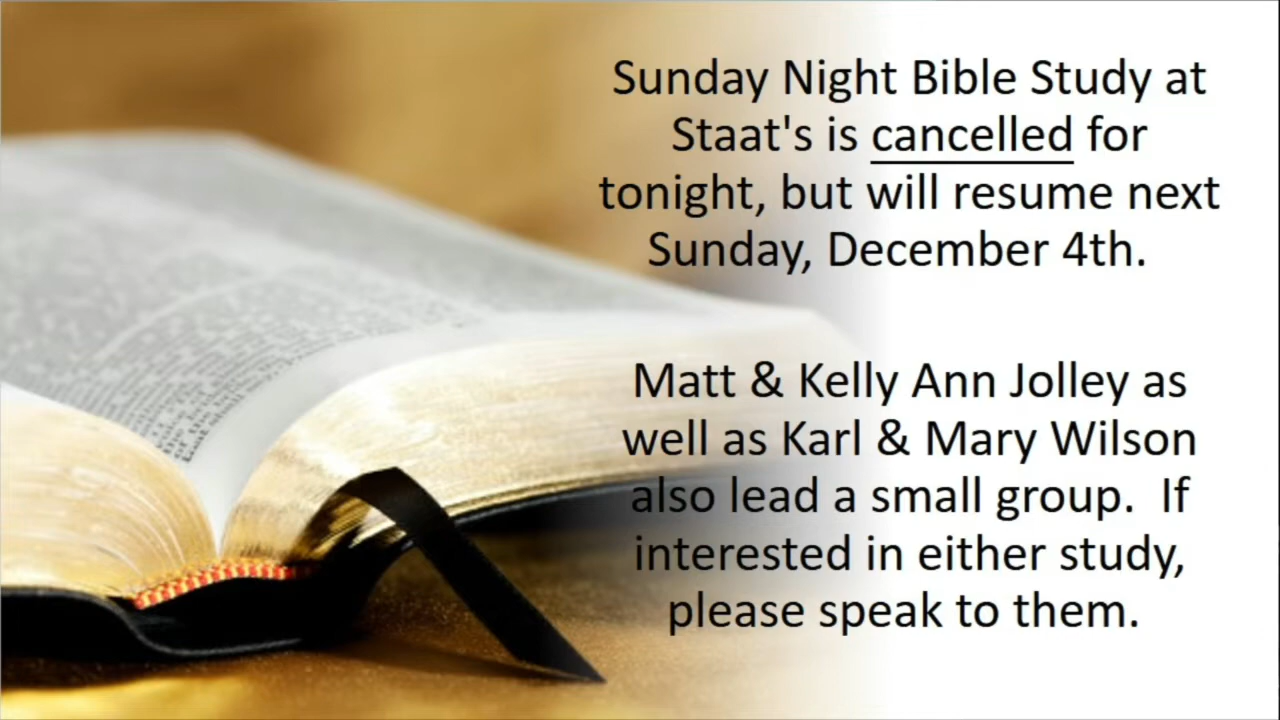 Sunday Night Bible Study at
Staat's is cancelled for
tonight, but will resume next
Sunday, December 4th.
Matt & Kelly Ann Jolley as
well as Karl & Mary Wilson
also lead a small group.  If
interested in either study,
please speak to them.